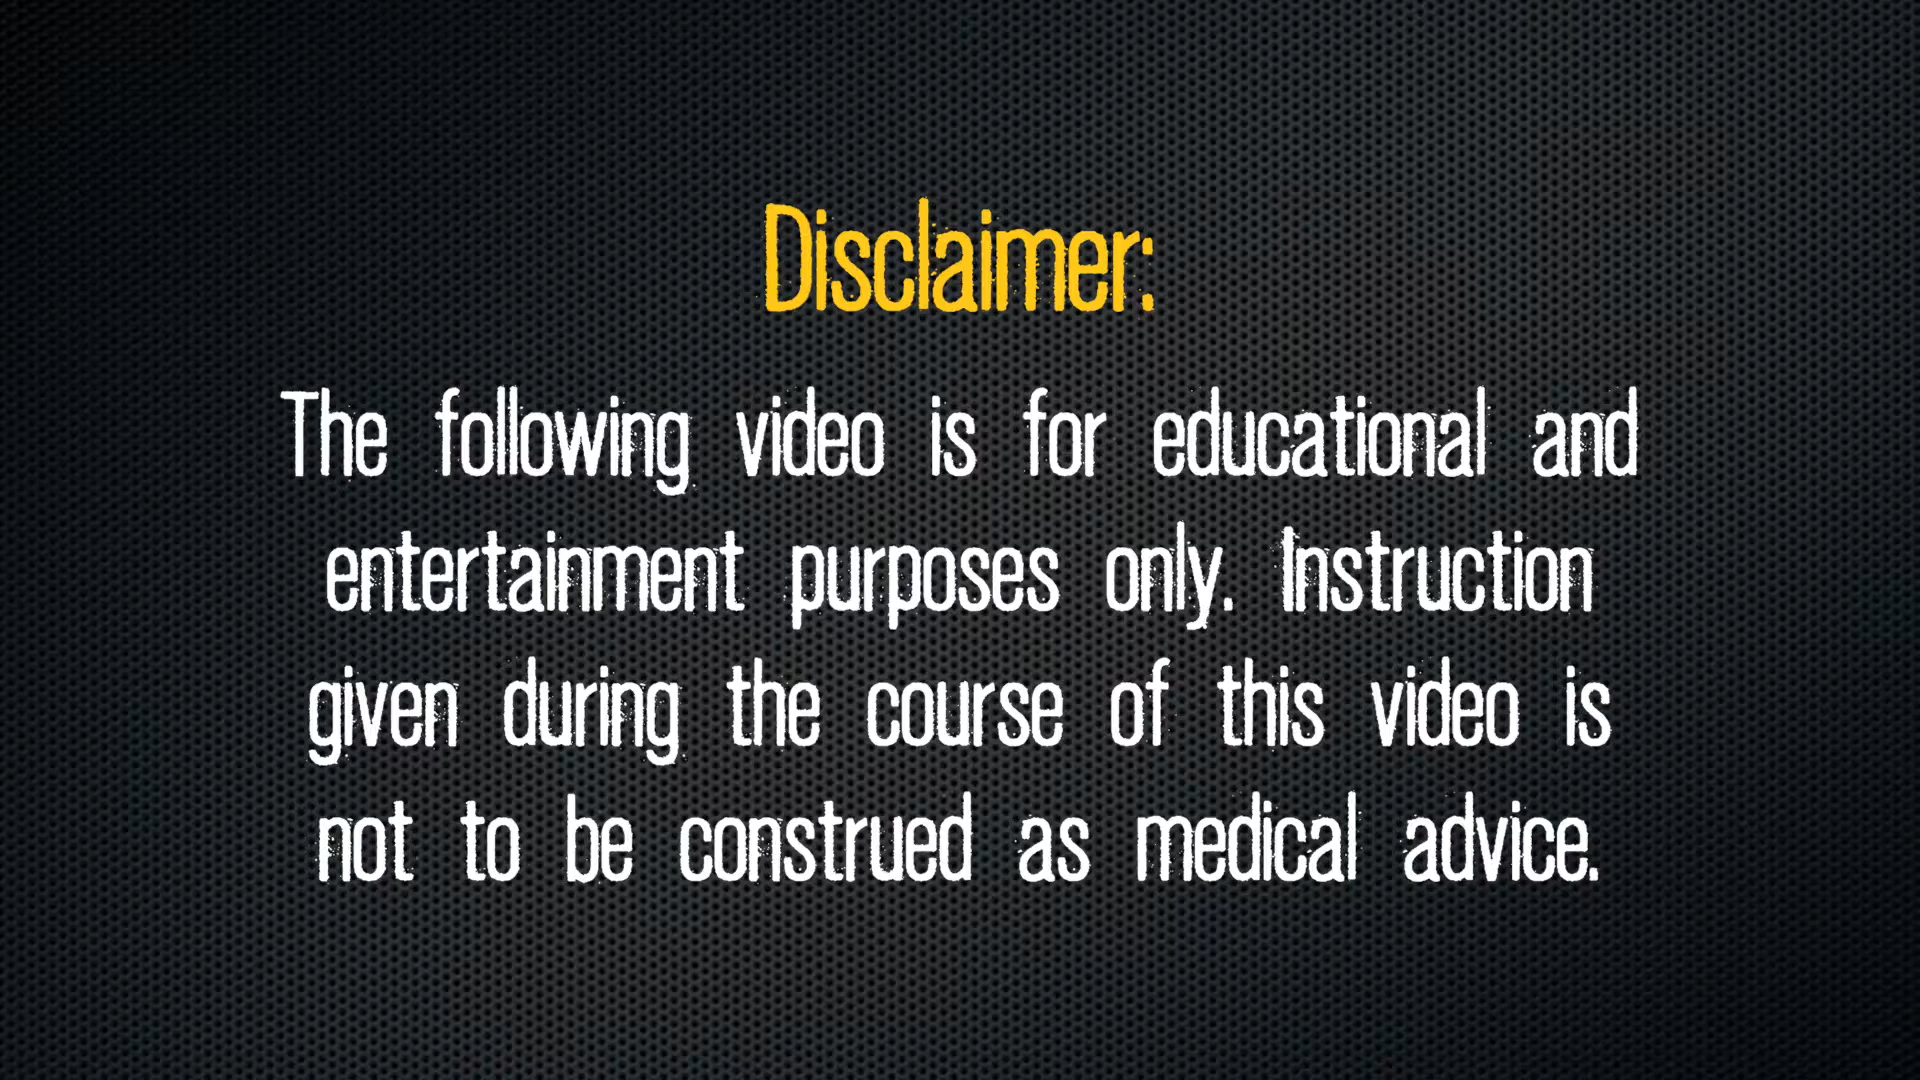 Disclaimer:
The following video is for educational and
entertainment purposes only. Instruction
given during the course of this video is
not to be construed as medical advice.